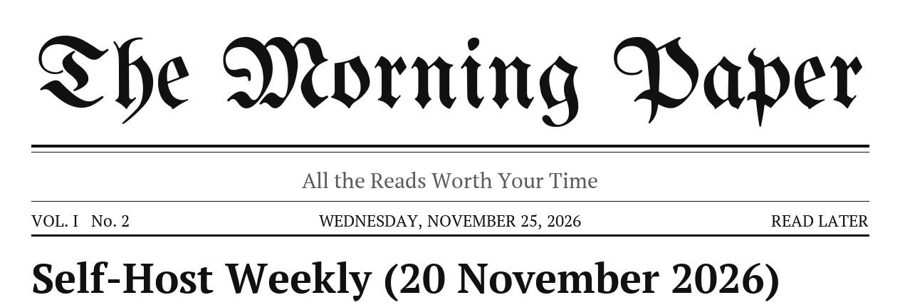 The Morning Paper
All the Reads Worth Your Time
VOL. I No. 2 WEDNESDAY, NOVEMBER 25, 2026 READ LATER
Self-Host Weekly (20 November 2026)